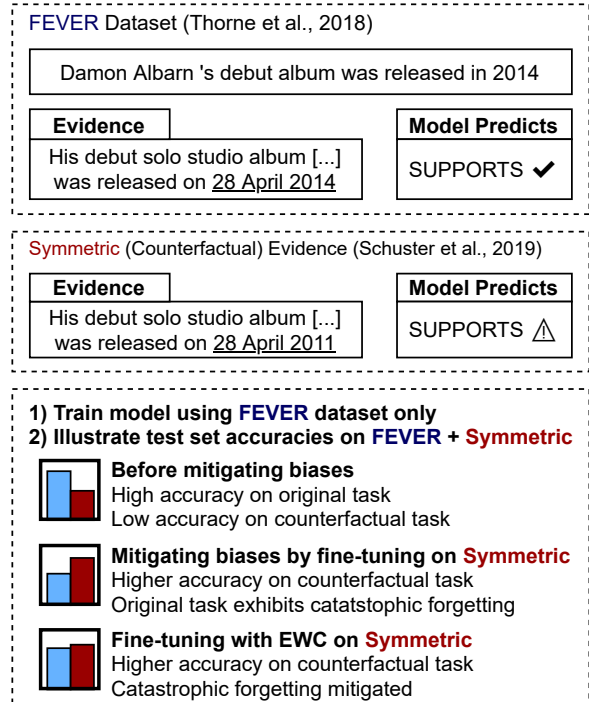 FEVER Dataset (Thorne et al., 2018)
Damon Albarn 's debut album was released in 2014
Evidence
His debut solo studio album [...]
was released on 28 April 2014
Model Predicts
SUPPORTS ✔
Symmetric (Counterfactual) Evidence (Schuster et al., 2019)
Evidence
His debut solo studio album [...]
was released on 28 April 2011
Model Predicts
SUPPORTS ⚠
1) Train model using FEVER dataset only
2) Illustrate test set accuracies on FEVER + Symmetric
Before mitigating biases
High accuracy on original task
Low accuracy on counterfactual task
Mitigating biases by fine-tuning on Symmetric
Higher accuracy on counterfactual task
Original task exhibits catatstophic forgetting
Fine-tuning with EWC on Symmetric
Higher accuracy on counterfactual task
Catastrophic forgetting mitigated